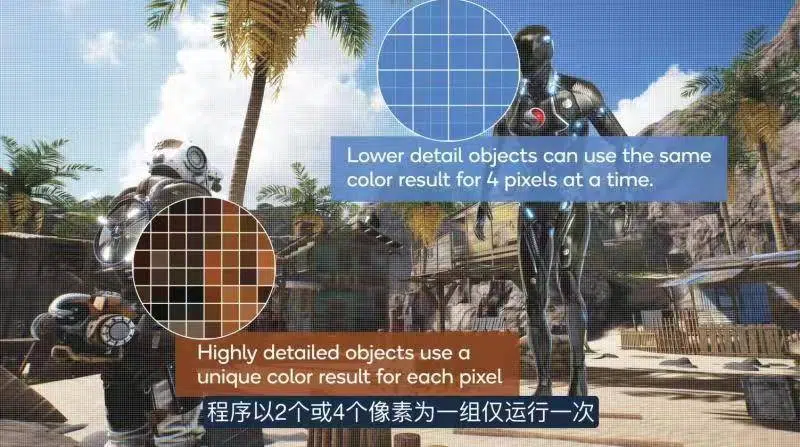 Lower detail objects can use the same
color result for 4 pixels at a time.
Highly detailed objects use a
unique color result for each pixel
程序以2个或4个像素为一组仅运行一次